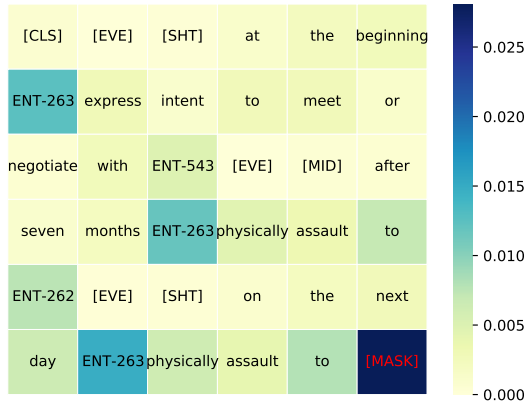 [CLS] [EVE] [SHT] at the beginning
ENT-263 express intent to meet or
negotiate with ENT-543 [EVE] [MID] after
seven months ENT-263 physically assault to
ENT-262 [EVE] [SHT] on the next
day ENT-263 physically assault to [MASK]
0.025
0.020
0.015
0.010
0.005
0.000